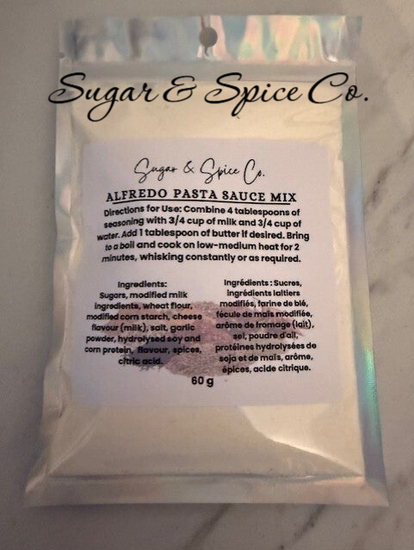 Sugar & Spice Co.
Sugar & Spice Co.
ALFREDO PASTA SAUCE MIX
Directions for Use: Combine 4 tablespoons of
seasoning with 3/4 cup of milk and 3/4 cup of
water. Add 1 tablespoon of butter if desired. Bring
to a boil and cook on low-medium heat for 2
minutes, whisking constantly or as required.
Ingredients:
Sugars, modified milk
ingredients, wheat flour,
modified corn starch, cheese
flavour (milk), salt, garlic
powder, hydrolysed soy and
corn protein, flavour, spices,
citric acid.
Ingrédients : Sucres,
ingrédients laitiers
modifiés, farine de blé,
fécule de maïs modifiée,
arôme de fromage (lait),
sel, poudre d'ail,
protéines hydrolysées de
soja et de maïs, arôme,
épices, acide citrique.
60 g